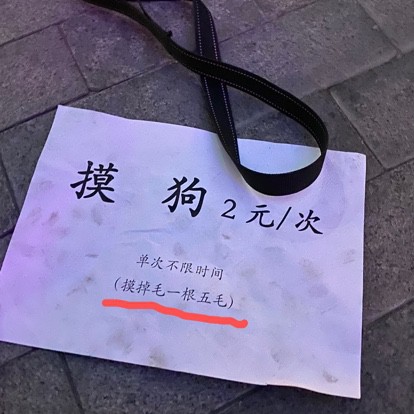 摸 狗 2元/次
单次不限时间
(摸掉毛一根五毛)